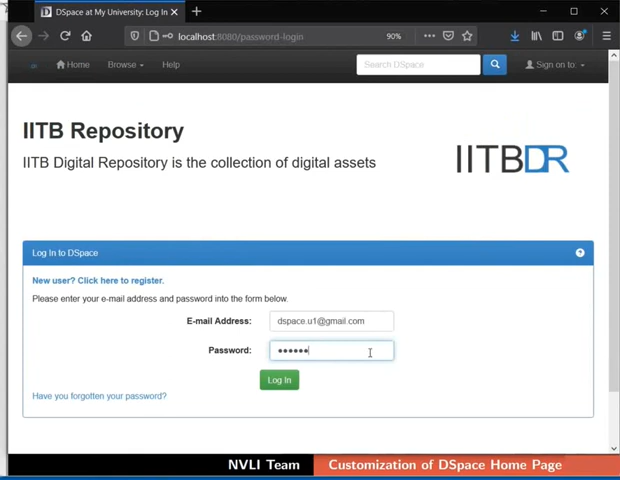 DSpace at My University: Log In
localhost:8080/password-login
90%
Home
Browse
Help
Search DSpace
Sign on to:
IITB Repository
IITB Digital Repository is the collection of digital assets
IITBDR
Log In to DSpace
New user? Click here to register.
Please enter your e-mail address and password into the form below.
E-mail Address:
dspace.u1@gmail.com
Password:
••••••
Log In
Have you forgotten your password?
NVLI Team
Customization of DSpace Home Page